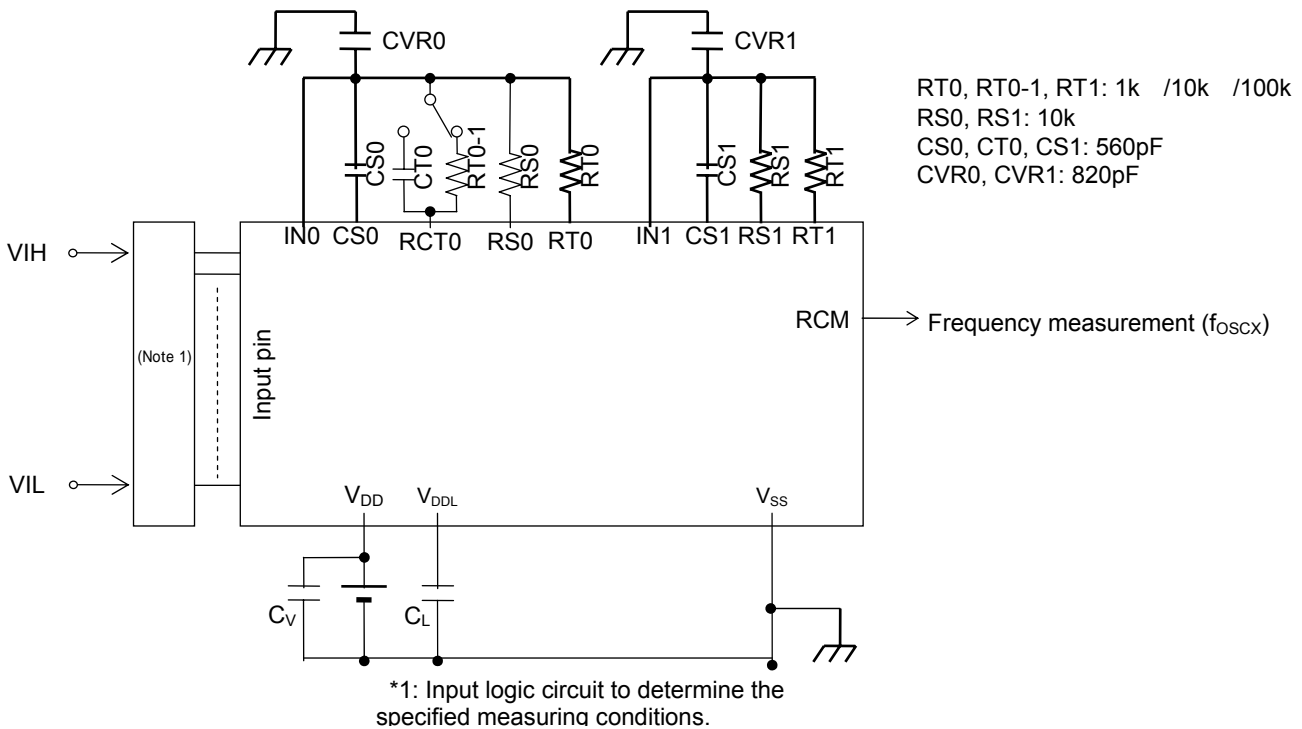 CVR0
CVR1
RT0, RT0-1, RT1: 1k /10k /100k
RS0, RS1: 10k
CS0, CT0, CS1: 560pF
CVR0, CVR1: 820pF
CS0
CT0
RT0-1
RS0
RT0
CS1
RS1
RT1
IN0 CS0 RCT0 RS0 RT0
IN1 CS1 RS1 RT1
VIH
(Note 1)
Input pin
RCM
Frequency measurement (fOSCX)
VIL
VDD
VDDL
VSS
CV
CL
*1: Input logic circuit to determine the
specified measuring conditions.